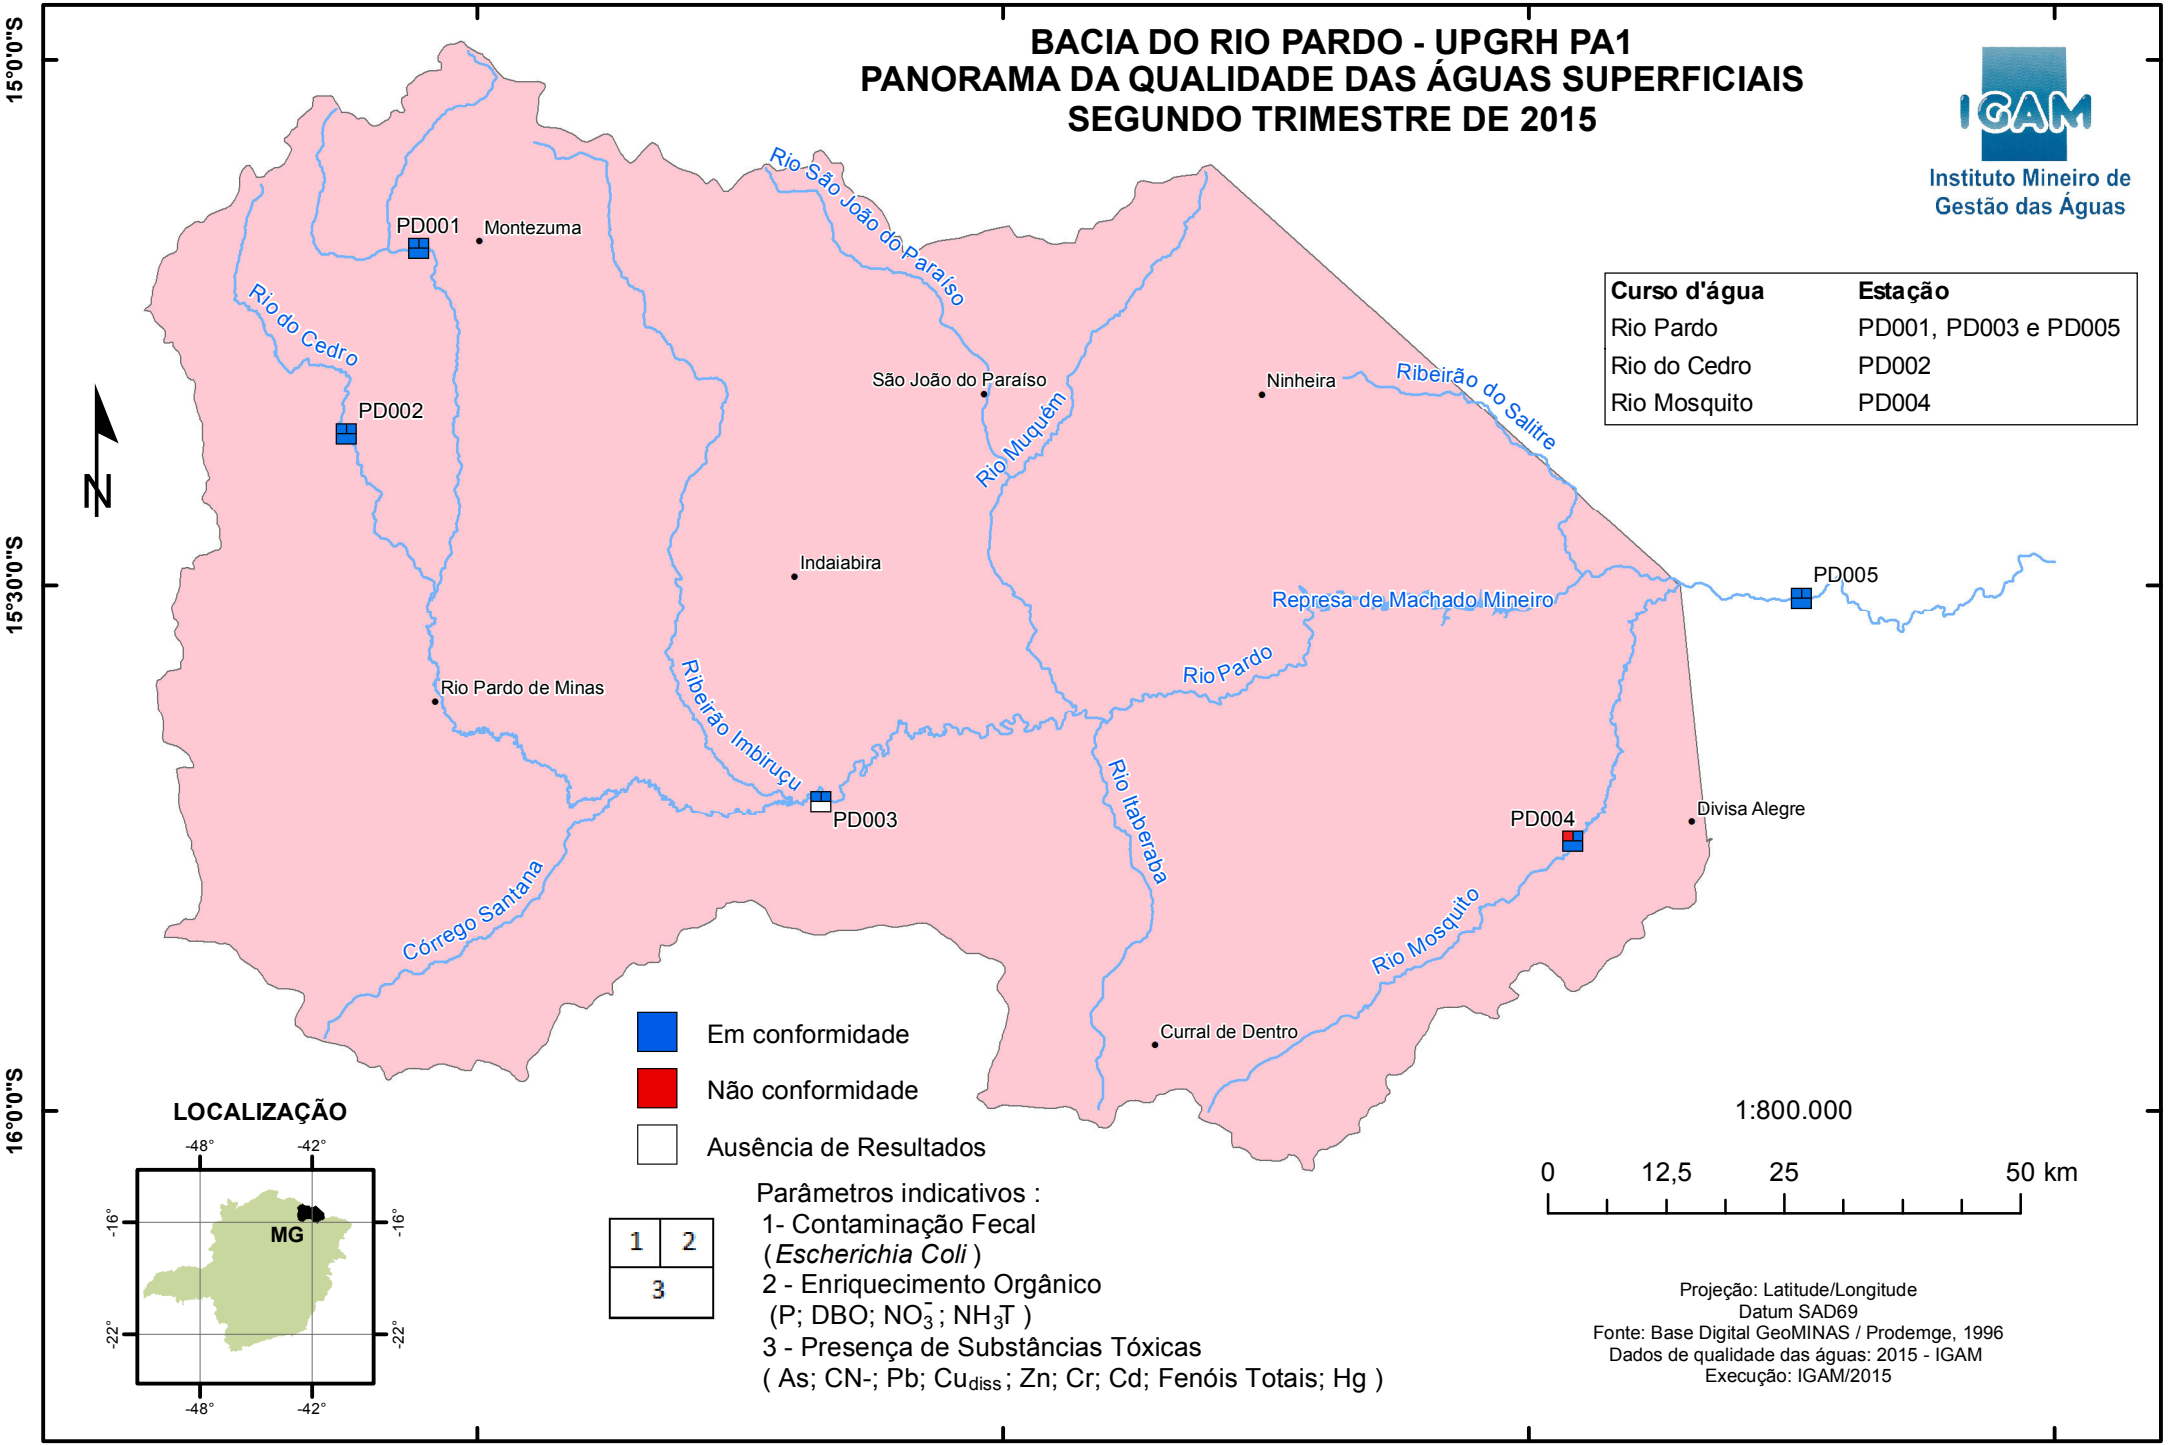 BACIA DO RIO PARDO - UPGRH PA1
PANORAMA DA QUALIDADE DAS ÁGUAS SUPERFICIAIS
SEGUNDO TRIMESTRE DE 2015
IGAM
Instituto Mineiro de
Gestão das Águas
15°0'0"S
15°30'0"S
16°0'0"S
N
Curso d'água Estação
Rio Pardo PD001, PD003 e PD005
Rio do Cedro PD002
Rio Mosquito PD004
PD001
Montezuma
Rio São João do Paraíso
Rio do Cedro
PD002
São João do Paraíso
Ninheira
Ribeirão do Salitre
Rio Muquém
Indaiabira
PD005
Represa de Machado Mineiro
Rio Pardo
Rio Pardo de Minas
Ribeirão Imbiruçu
PD003
Rio Itaberaba
PD004
Divisa Alegre
Córrego Santana
Rio Mosquito
Curral de Dentro
Em conformidade
Não conformidade
Ausência de Resultados
Parâmetros indicativos :
1- Contaminação Fecal
(Escherichia Coli )
2 - Enriquecimento Orgânico
(P; DBO; NO₃⁻; NH₃T )
3 - Presença de Substâncias Tóxicas
( As; CN-; Pb; Cu diss ; Zn; Cr; Cd; Fenóis Totais; Hg )
1 2
3
LOCALIZAÇÃO
-48° -42°
-16° -16°
MG
-22° -22°
-48° -42°
1:800.000
0 12,5 25 50 km
Projeção: Latitude/Longitude
Datum SAD69
Fonte: Base Digital GeoMINAS / Prodemge, 1996
Dados de qualidade das águas: 2015 - IGAM
Execução: IGAM/2015